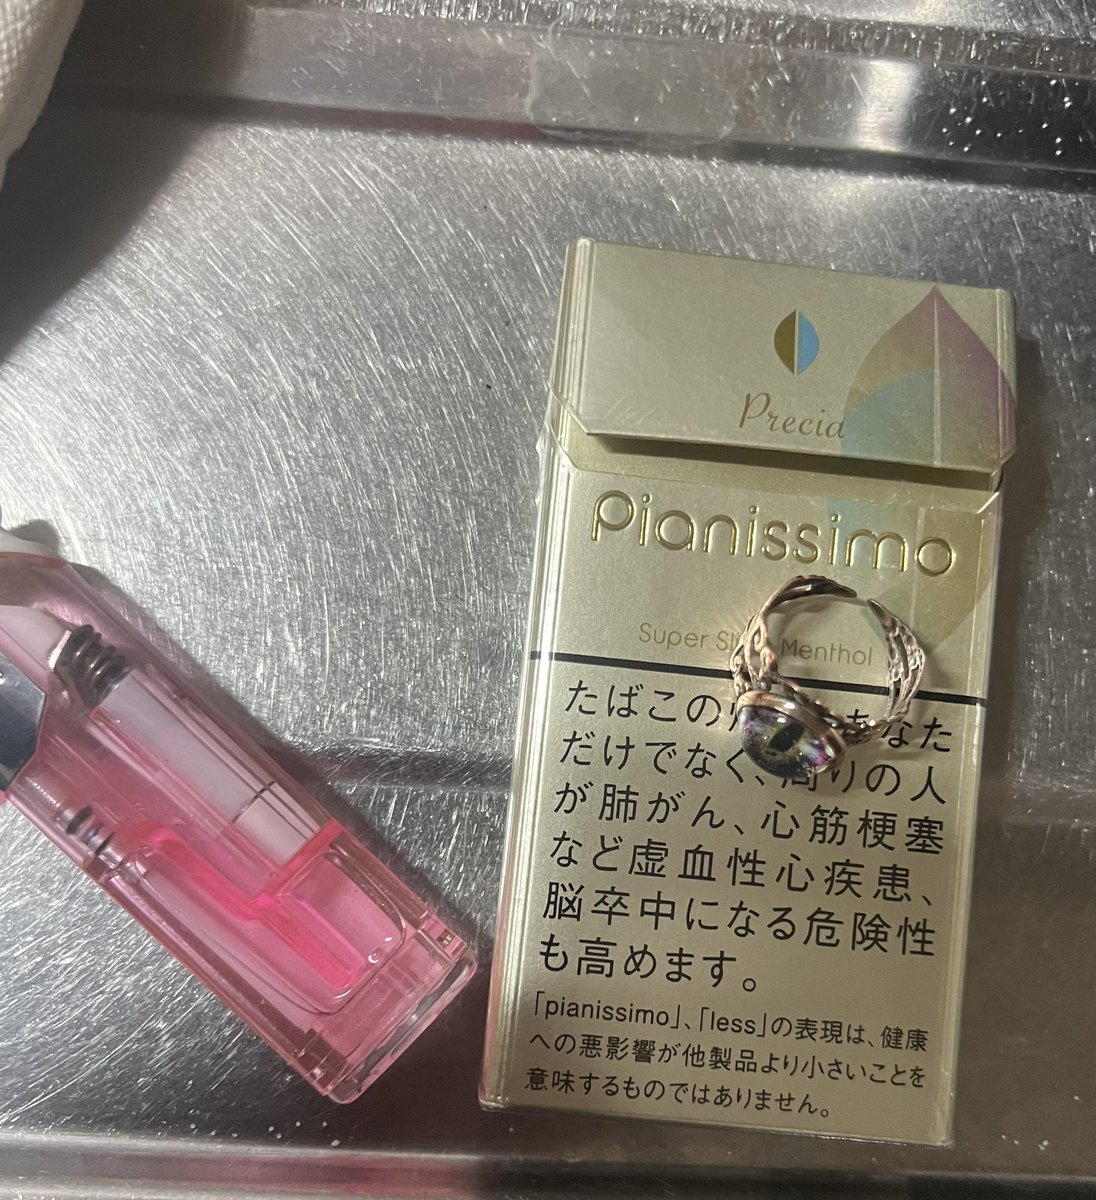 Precia
pianissimo
Super Menthol
たばこの あなた
だけでなく、周りの人
が肺がん、心筋梗塞
など虚血性心疾患、
脳卒中になる危険性
も高めます。
「pianissimo」、「less」の表現は、健康
への悪影響が他製品より小さいことを
意味するものではありません。